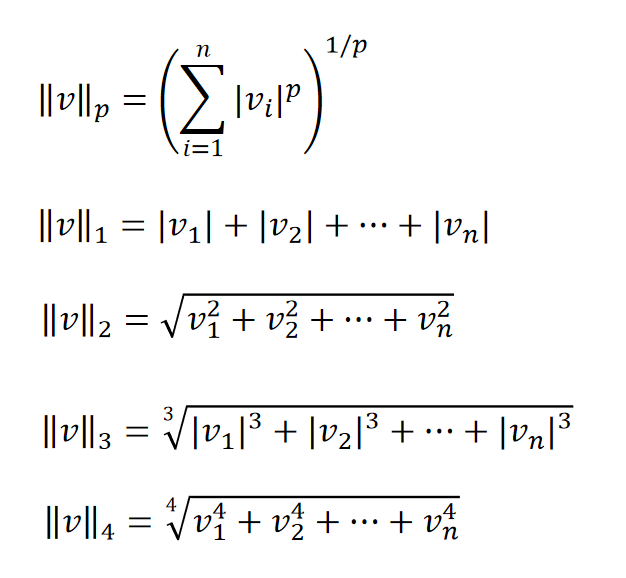 ‖v‖_p = (∑_{i=1}^{n} |v_i|^p)^{1/p}
‖v‖_1 = |v_1| + |v_2| + ⋯ + |v_n|
‖v‖_2 = √(v_1^2 + v_2^2 + ⋯ + v_n^2)
‖v‖_3 = ∛(|v_1|^3 + |v_2|^3 + ⋯ + |v_n|^3)
‖v‖_4 = ∜(v_1^4 + v_2^4 + ⋯ + v_n^4)